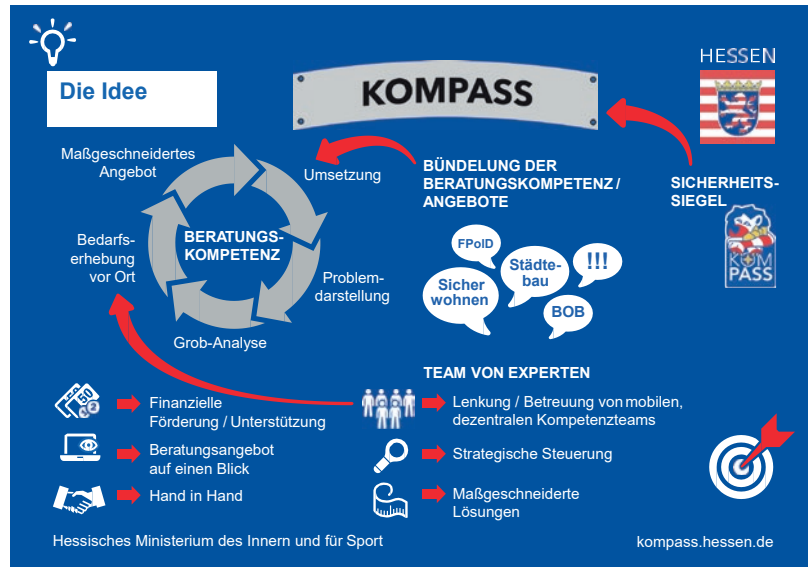 Die Idee
KOMPASS
HESSEN
Maßgeschneidertes
Angebot
Umsetzung
Bedarfs-
erhebung
vor Ort
BERATUNGS-
KOMPETENZ
Problem-
darstellung
Grob-Analyse
BÜNDELUNG DER
BERATUNGSKOMPETENZ /
ANGEBOTE
FPolD
Städte-
bau
!!!
Sicher
wohnen
BOB
SICHERHEITS-
SIEGEL
KOM
PASS
TEAM VON EXPERTEN
Finanzielle
Förderung / Unterstützung
Beratungsangebot
auf einen Blick
Hand in Hand
Lenkung / Betreuung von mobilen,
dezentralen Kompetenzteams
Strategische Steuerung
Maßgeschneiderte
Lösungen
Hessisches Ministerium des Innern und für Sport
kompass.hessen.de